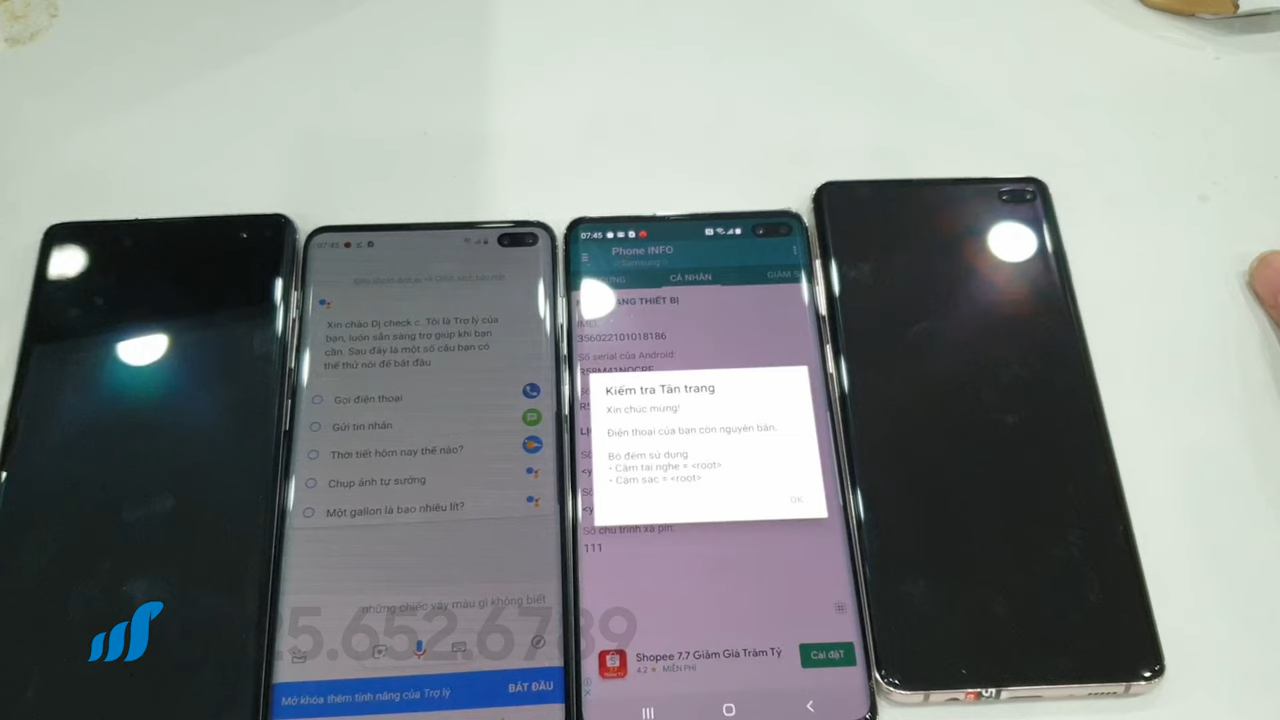 07:45
Xin chào Dj check c. Tôi là Trợ lý của
bạn, luôn sẵn sàng trợ giúp khi bạn
cần. Sau đây là một số câu bạn có
thể thử nói để bắt đầu
Gọi điện thoại
Gửi tin nhắn
Thời tiết hôm nay thế nào?
Chụp ảnh tự sướng
Một gallon là bao nhiêu lít?
những chiếc váy màu gì không biết
Mở khóa thêm tính năng của Trợ lý
BẮT ĐẦU
07:45
Phone INFO
Samsung
CÁ NHÂN
THIẾT BỊ
IMEI
356022101018186
Số serial của Android:
Kiểm tra Tân trang
Xin chúc mừng!
Điện thoại của bạn còn nguyên bản.
Bộ đếm sử dụng
• Cắm tai nghe = <root>
• Cắm sạc = <root>
OK
Số chu trình xả pin:
111
Shopee 7.7 Giảm Giá Trăm Tỷ
4.2 ★ MIỄN PHÍ
Cài đặT
5.652.6789